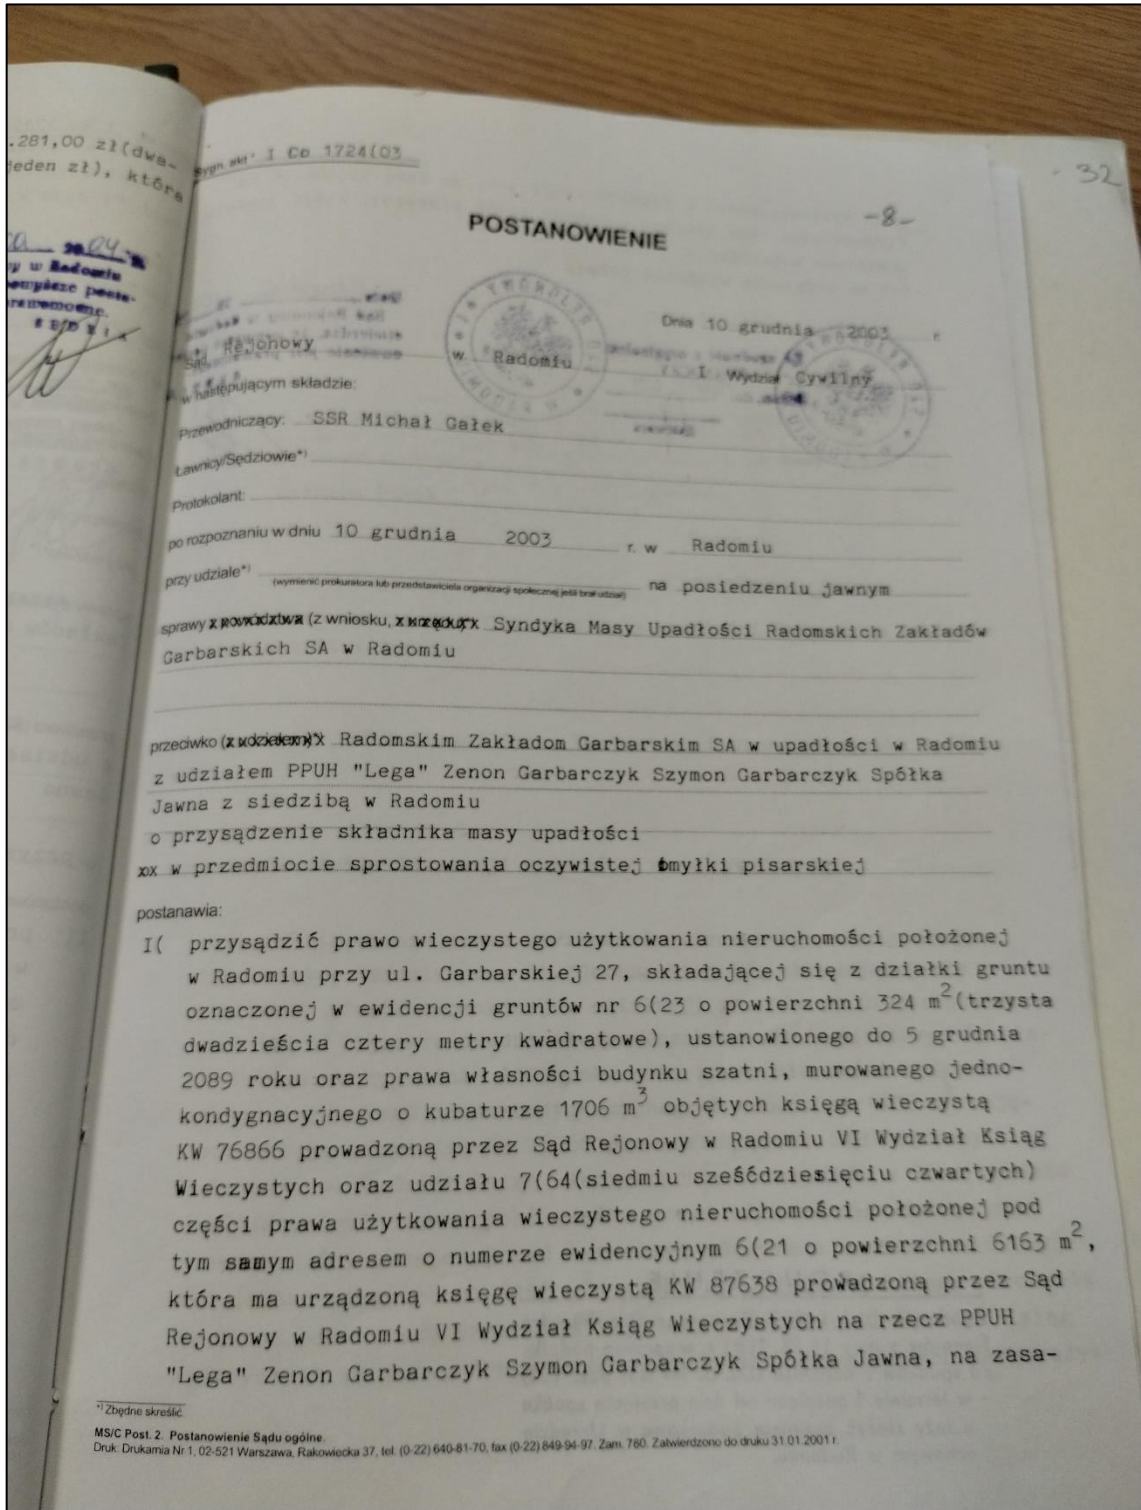 .281,00 zł(dwa-
jeden zł), która
w Radomiu
Sygn. akt I Co 1724(03
32
-8-
POSTANOWIENIE
Dnia 10 grudnia 2003 r.
Sąd Rejonowy w Radomiu I Wydział Cywilny
w następującym składzie:
Przewodniczący: SSR Michał Gałek
Ławnicy/Sędziowie*)
Protokolant:
po rozpoznaniu w dniu 10 grudnia 2003 r. w Radomiu
przy udziale*) na posiedzeniu jawnym
(wymienić prokuratora lub przedstawiciela organizacji społecznej jeśli brał udział)
sprawy (z wniosku, Syndyka Masy Upadłości Radomskich Zakładów
Garbarskich SA w Radomiu
przeciwko Radomskim Zakładom Garbarskim SA w upadłości w Radomiu
z udziałem PPUH "Lega" Zenon Garbarczyk Szymon Garbarczyk Spółka
Jawna z siedzibą w Radomiu
o przysądzenie składnika masy upadłości
xx w przedmiocie sprostowania oczywistej omyłki pisarskiej
postanawia:
I( przysądzić prawo wieczystego użytkowania nieruchomości położonej
w Radomiu przy ul. Garbarskiej 27, składającej się z działki gruntu
oznaczonej w ewidencji gruntów nr 6(23 o powierzchni 324 m²(trzysta
dwadzieścia cztery metry kwadratowe), ustanowionego do 5 grudnia
2089 roku oraz prawa własności budynku szatni, murowanego jedno-
kondygnacyjnego o kubaturze 1706 m³ objętych księgą wieczystą
KW 76866 prowadzoną przez Sąd Rejonowy w Radomiu VI Wydział Ksiąg
Wieczystych oraz udziału 7(64(siedmiu sześćdziesięciu czwartych)
części prawa użytkowania wieczystego nieruchomości położonej pod
tym samym adresem o numerze ewidencyjnym 6(21 o powierzchni 6163 m²,
która ma urządzoną księgę wieczystą KW 87638 prowadzoną przez Sąd
Rejonowy w Radomiu VI Wydział Ksiąg Wieczystych na rzecz PPUH
"Lega" Zenon Garbarczyk Szymon Garbarczyk Spółka Jawna, na zasa-
*) Zbędne skreślić.
MS/C Post. 2. Postanowienie Sądu ogólne.
Druk: Drukarnia Nr 1, 02-521 Warszawa, Rakowiecka 37, tel. (0-22) 640-81-70, fax (0-22) 849-94-97. Zam. 760. Zatwierdzono do druku 31.01.2001 r.